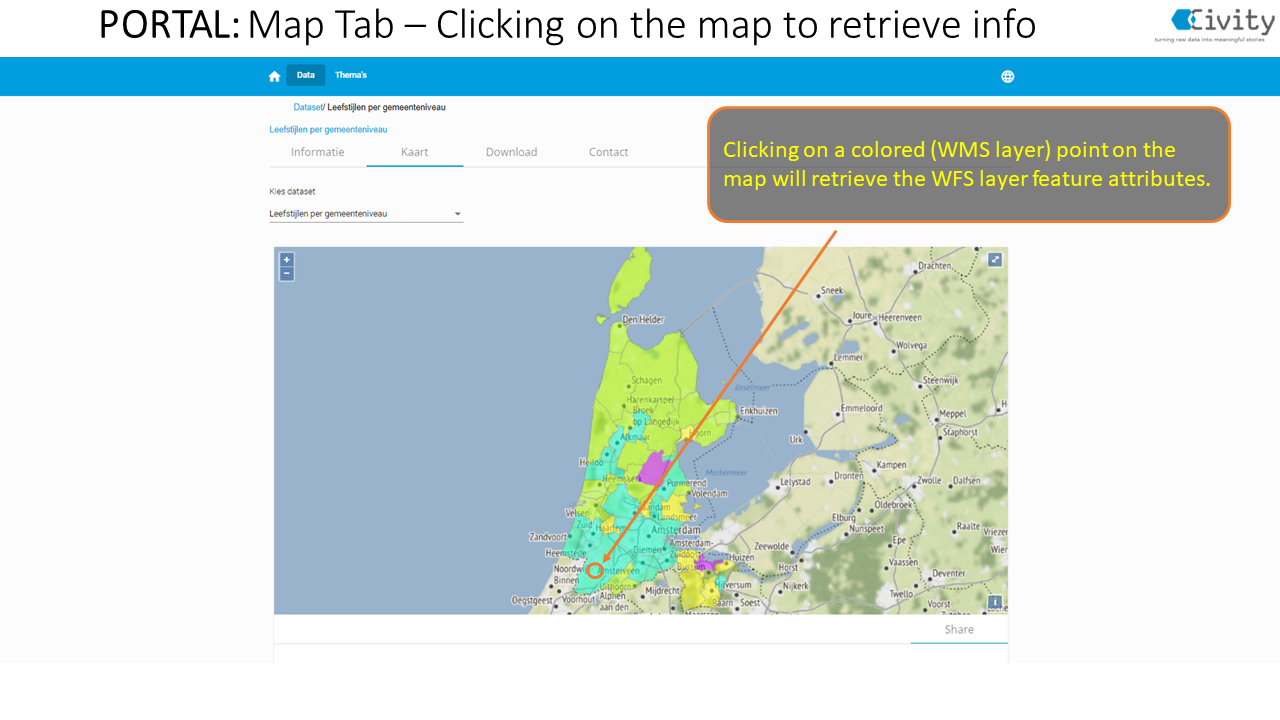 PORTAL: Map Tab – Clicking on the map to retrieve info
Civity
turning raw data into meaningful stories.
Data
Thema's
Dataset/ Leefstijlen per gemeenteniveau
Leefstijlen per gemeenteniveau
Informatie
Kaart
Download
Contact
Clicking on a colored (WMS layer) point on the
map will retrieve the WFS layer feature attributes.
Kies dataset
Leefstijlen per gemeenteniveau
+
−
Drachten
Sneek
Den Helder
Joure
Heerenveen
Wolvega
Lemmer
Schagen
Steenwijk
IJsselmeer
Harenkarspel
Broek
op Langedijk
Enkhuizen
Emmeloord
Meppel
Staphorst
Alkmaar
Hoorn
Urk
Heiloo
Kampen
Markermeer
Heemskerk
Purmerend
Volendam
Lelystad
Dronten
Zwolle
Dalfsen
Oldebroek
Velsen-
Zuid
Zaandam
Landsmeer
Elburg
Nunspeet
Raalte
Haarlem
Amsterdam
Zandvoort
Epe
Heemstede
Diemen
Amsterdam-
Zuidoost
Zeewolde
Huizen
Noordwijk-
Binnen
Amstelveen
Bussum
Horst
Vaassen
Deventer
Uithoorn
Hilversum
Nijkerk
Mijdrecht
Twello
Oegstgeest
Voorhout
Alphen
aan den
Baarn
Soest
Voorst
i
Share